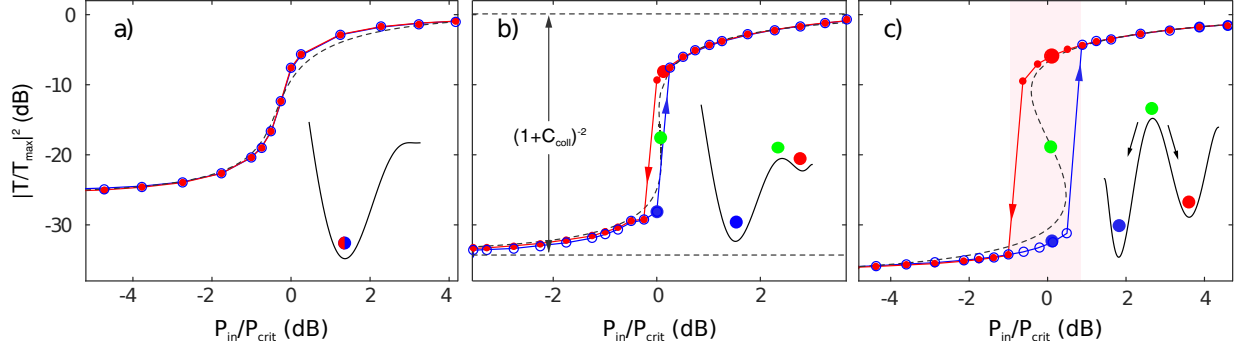 a)
b)
c)
0
-10
-20
-30
|T/T_max|² (dB)
(1+C_coll)^-2
-4 -2 0 2 4
-2 0 2
-4 -2 0 2 4
P_in/P_crit (dB)
P_in/P_crit (dB)
P_in/P_crit (dB)